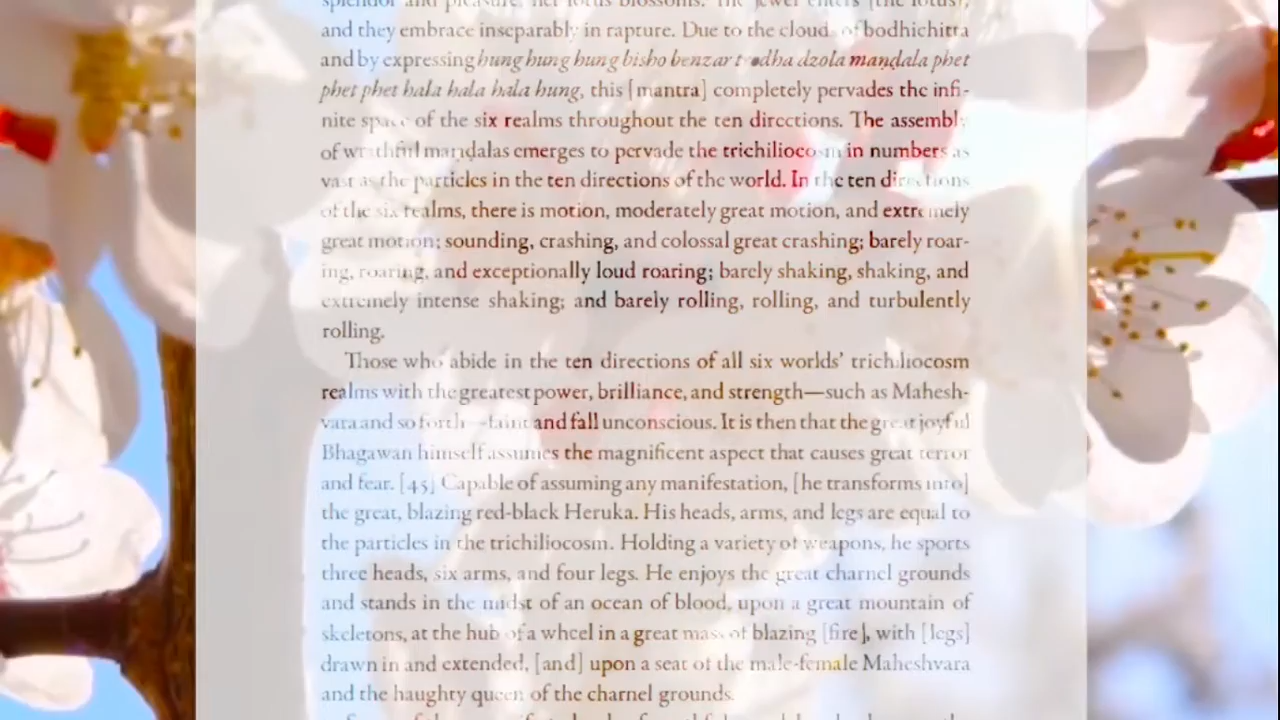 splendor and pleasure, her lotus blossoms. The jewel enters [the lotus],
and they embrace inseparably in rapture. Due to the cloud of bodhichitta
and by expressing hung hung hung bisho benzar trodha dzola maṇḍala phet
phet phet hala hala hala hung, this [mantra] completely pervades the infi-
nite space of the six realms throughout the ten directions. The assembly
of wrathful maṇḍalas emerges to pervade the trichiliocosm in numbers as
vast as the particles in the ten directions of the world. In the ten directions
of the six realms, there is motion, moderately great motion, and extremely
great motion; sounding, crashing, and colossal great crashing; barely roar-
ing, roaring, and exceptionally loud roaring; barely shaking, shaking, and
extremely intense shaking; and barely rolling, rolling, and turbulently
rolling.
Those who abide in the ten directions of all six worlds' trichiliocosm
realms with the greatest power, brilliance, and strength—such as Mahesh-
vara and so forth—faint and fall unconscious. It is then that the great joyful
Bhagawan himself assumes the magnificent aspect that causes great terror
and fear. [45] Capable of assuming any manifestation, [he transforms into]
the great, blazing red-black Heruka. His heads, arms, and legs are equal to
the particles in the trichiliocosm. Holding a variety of weapons, he sports
three heads, six arms, and four legs. He enjoys the great charnel grounds
and stands in the midst of an ocean of blood, upon a great mountain of
skeletons, at the hub of a wheel in a great mass of blazing [fire], with [legs]
drawn in and extended, [and] upon a seat of the male-female Maheshvara
and the haughty queen of the charnel grounds.